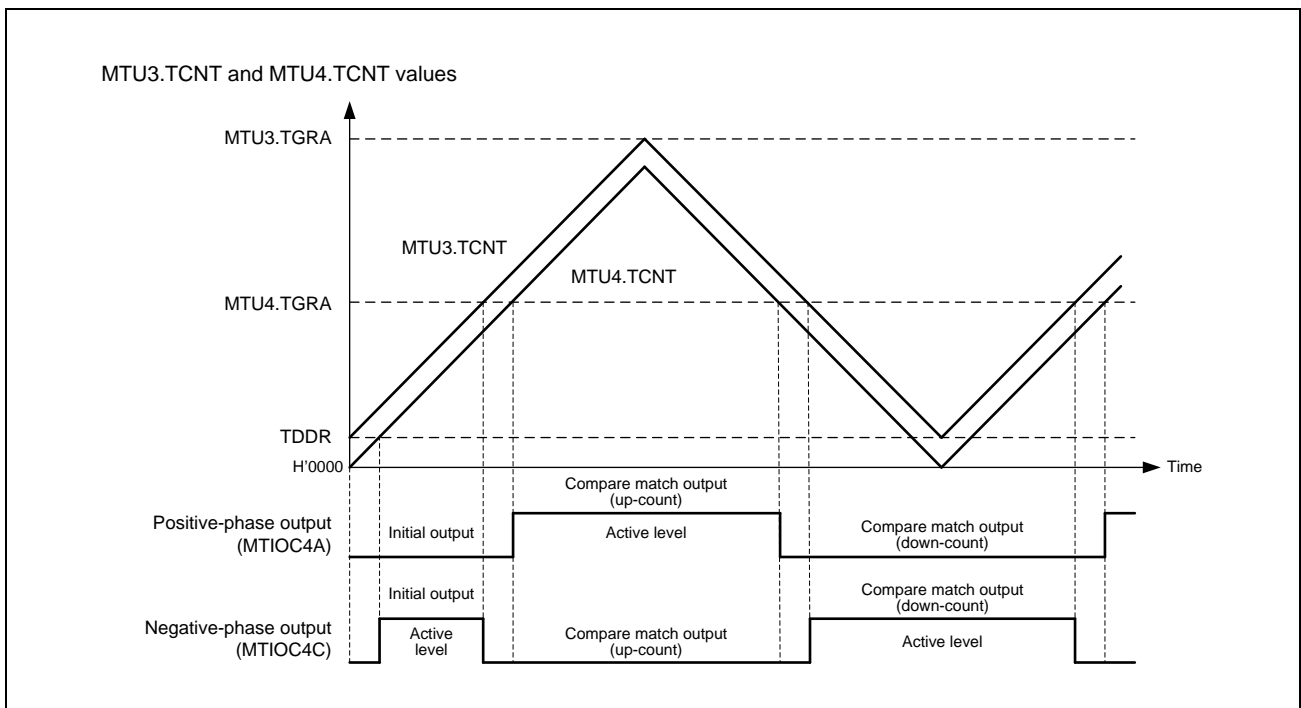 MTU3.TCNT and MTU4.TCNT values
MTU3.TGRA
MTU3.TCNT
MTU4.TCNT
MTU4.TGRA
TDDR
H'0000
Time
Compare match output
(up-count)
Positive-phase output
(MTIOC4A)
Initial output
Active level
Compare match output
(down-count)
Initial output
Compare match output
(down-count)
Negative-phase output
(MTIOC4C)
Active
level
Compare match output
(up-count)
Active level